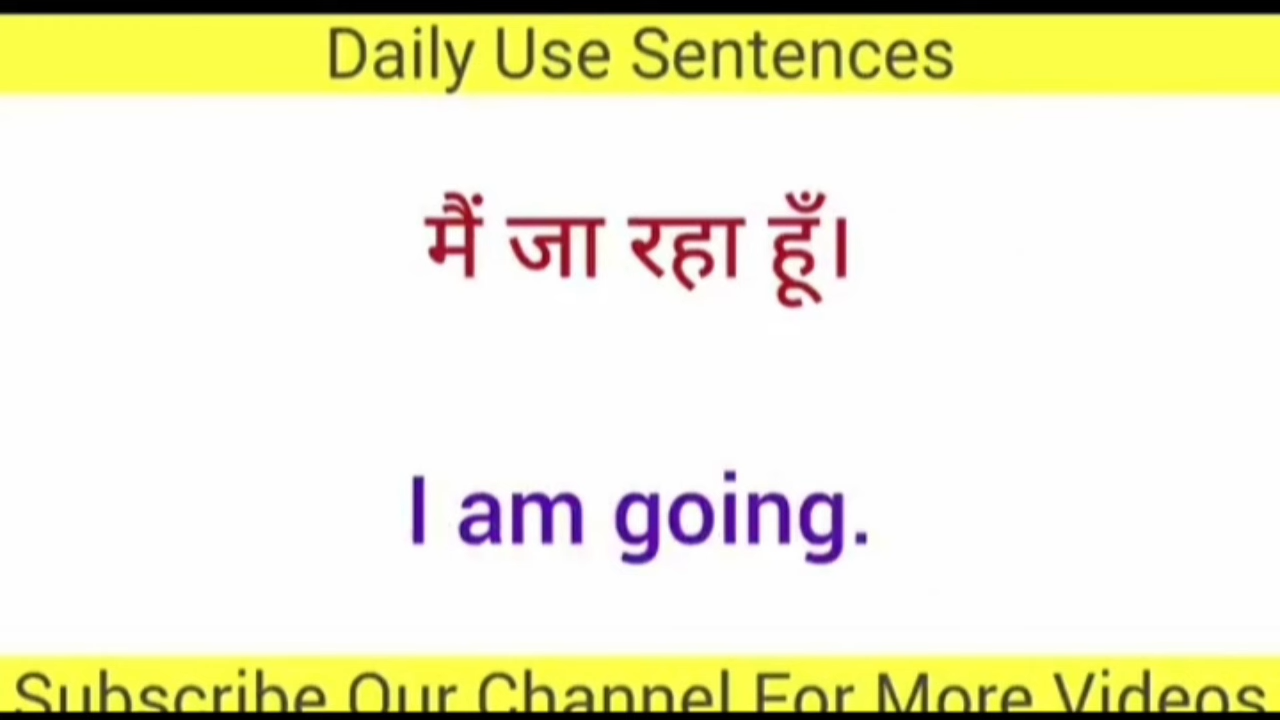 Daily Use Sentences
मैं जा रहा हूँ।
I am going.
Subscribe Our Channel For More Videos